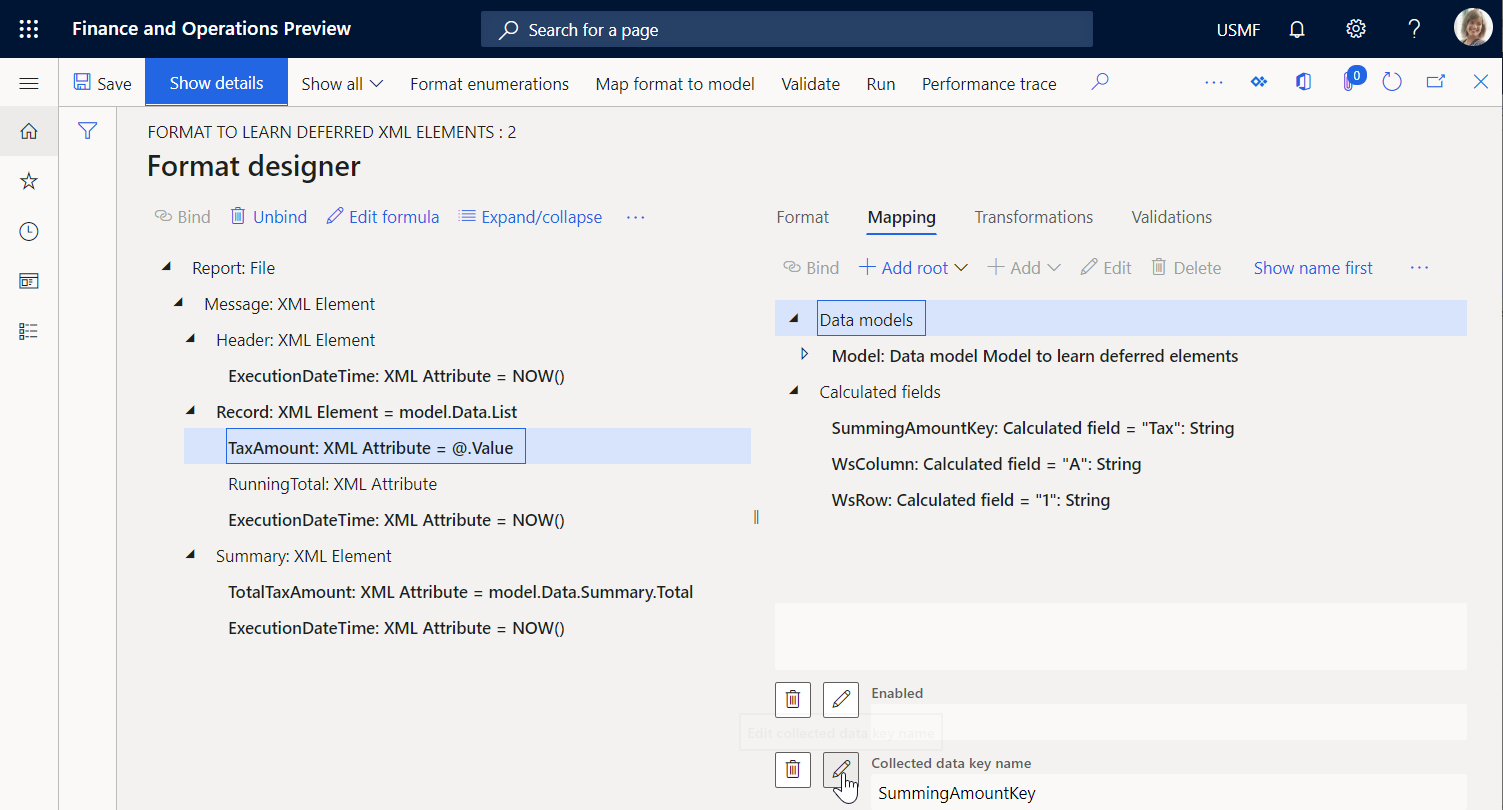 Finance and Operations Preview
Search for a page
USMF
?
Save
Show details
Show all
Format enumerations
Map format to model
Validate
Run
Performance trace
...
0
FORMAT TO LEARN DEFERRED XML ELEMENTS : 2
Format designer
Bind
Unbind
Edit formula
Expand/collapse
...
Report: File
Message: XML Element
Header: XML Element
ExecutionDateTime: XML Attribute = NOW()
Record: XML Element = model.Data.List
TaxAmount: XML Attribute = @.Value
RunningTotal: XML Attribute
ExecutionDateTime: XML Attribute = NOW()
Summary: XML Element
TotalTaxAmount: XML Attribute = model.Data.Summary.Total
ExecutionDateTime: XML Attribute = NOW()
Format
Mapping
Transformations
Validations
Bind
Add root
Add
Edit
Delete
Show name first
...
Data models
Model: Data model Model to learn deferred elements
Calculated fields
SummingAmountKey: Calculated field = "Tax": String
WsColumn: Calculated field = "A": String
WsRow: Calculated field = "1": String
Enabled
Edit collected data key name
Collected data key name
SummingAmountKey